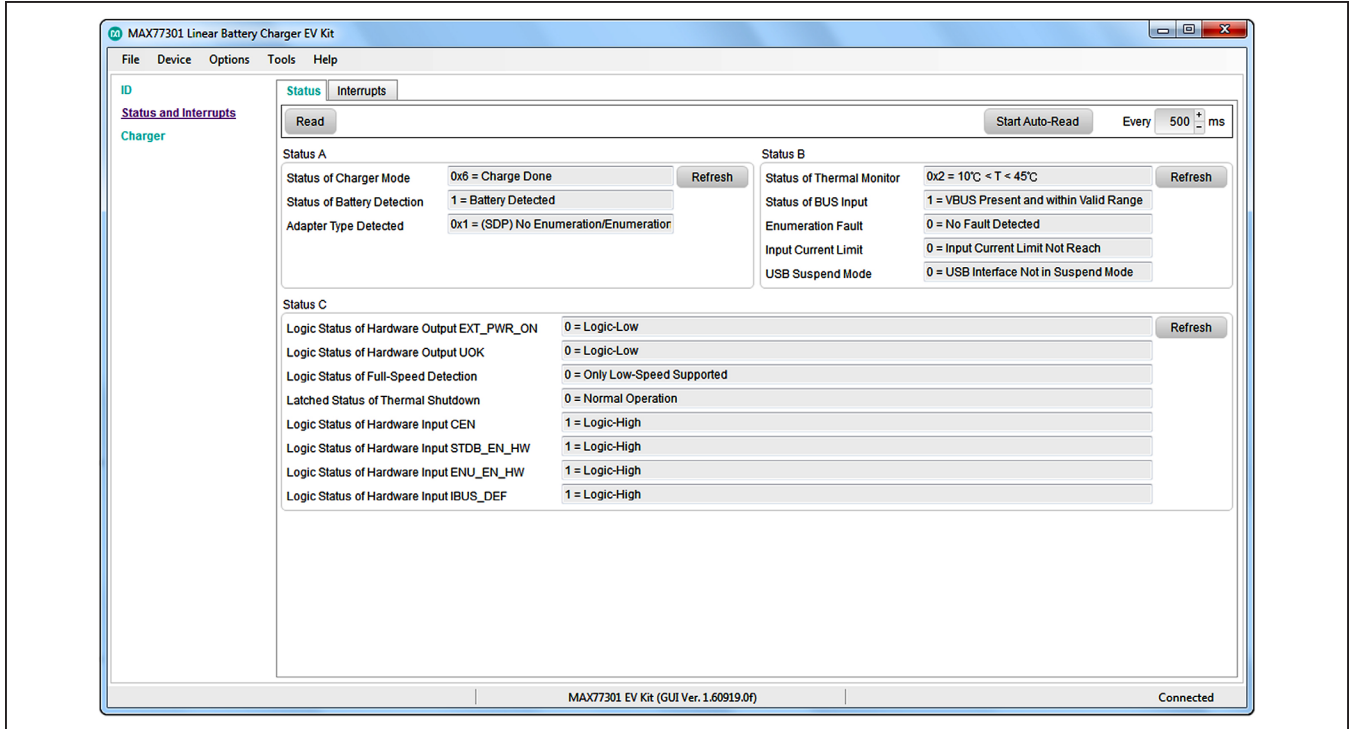 MAX77301 Linear Battery Charger EV Kit
File Device Options Tools Help
ID
Status and Interrupts
Charger
Status Interrupts
Read Start Auto-Read Every 500 + - ms
Status A
Status of Charger Mode 0x6 = Charge Done Refresh
Status of Battery Detection 1 = Battery Detected
Adapter Type Detected 0x1 = (SDP) No Enumeration/Enumeration
Status B
Status of Thermal Monitor 0x2 = 10℃ < T < 45℃ Refresh
Status of BUS Input 1 = VBUS Present and within Valid Range
Enumeration Fault 0 = No Fault Detected
Input Current Limit 0 = Input Current Limit Not Reach
USB Suspend Mode 0 = USB Interface Not in Suspend Mode
Status C
Logic Status of Hardware Output EXT_PWR_ON 0 = Logic-Low Refresh
Logic Status of Hardware Output UOK 0 = Logic-Low
Logic Status of Full-Speed Detection 0 = Only Low-Speed Supported
Latched Status of Thermal Shutdown 0 = Normal Operation
Logic Status of Hardware Input CEN 1 = Logic-High
Logic Status of Hardware Input STDB_EN_HW 1 = Logic-High
Logic Status of Hardware Input ENU_EN_HW 1 = Logic-High
Logic Status of Hardware Input IBUS_DEF 1 = Logic-High
MAX77301 EV Kit (GUI Ver. 1.60919.0f) Connected